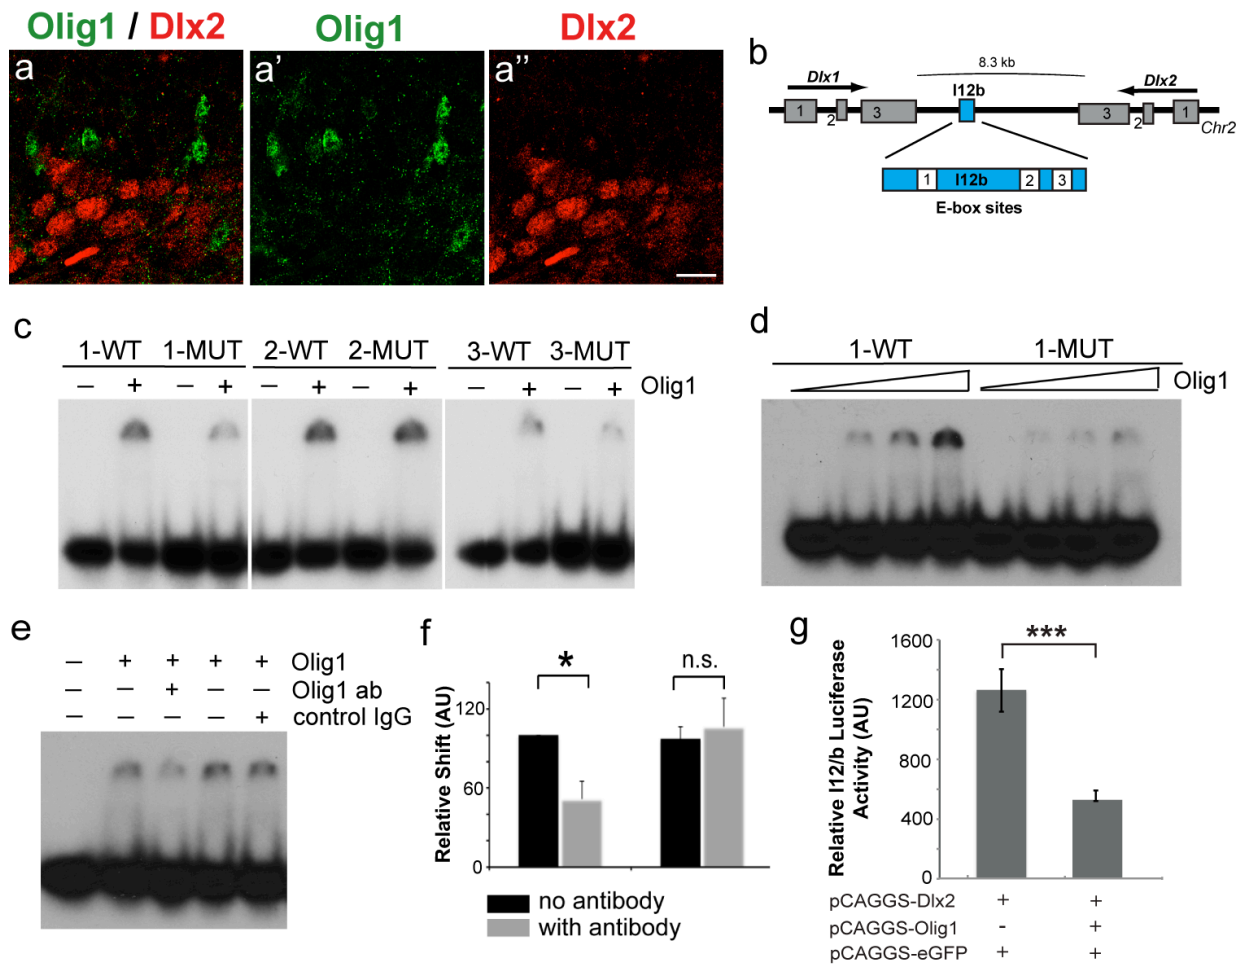 Olig1 / Dlx2
Olig1
Dlx2
a
a'
a''
b
8.3 kb
Dlx1
I12b
Dlx2
1
2
3
3
2
1
Chr2
1
I12b
2
3
E-box sites
c
1-WT 1-MUT 2-WT 2-MUT 3-WT 3-MUT
– + – + – + – + – + – + Olig1
d
1-WT 1-MUT
Olig1
e
– + + + + Olig1
– – + – – Olig1 ab
– – – – + control IgG
f
* n.s.
Relative Shift (AU)
120
60
0
no antibody
with antibody
g
***
Relative I12/b Luciferase
Activity (AU)
1600
1200
800
400
0
pCAGGS-Dlx2 + +
pCAGGS-Olig1 - +
pCAGGS-eGFP + +